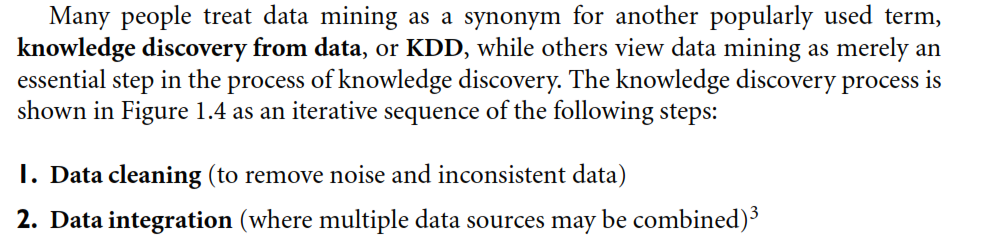 Many people treat data mining as a synonym for another popularly used term,
knowledge discovery from data, or KDD, while others view data mining as merely an
essential step in the process of knowledge discovery. The knowledge discovery process is
shown in Figure 1.4 as an iterative sequence of the following steps:
1. Data cleaning (to remove noise and inconsistent data)
2. Data integration (where multiple data sources may be combined)³